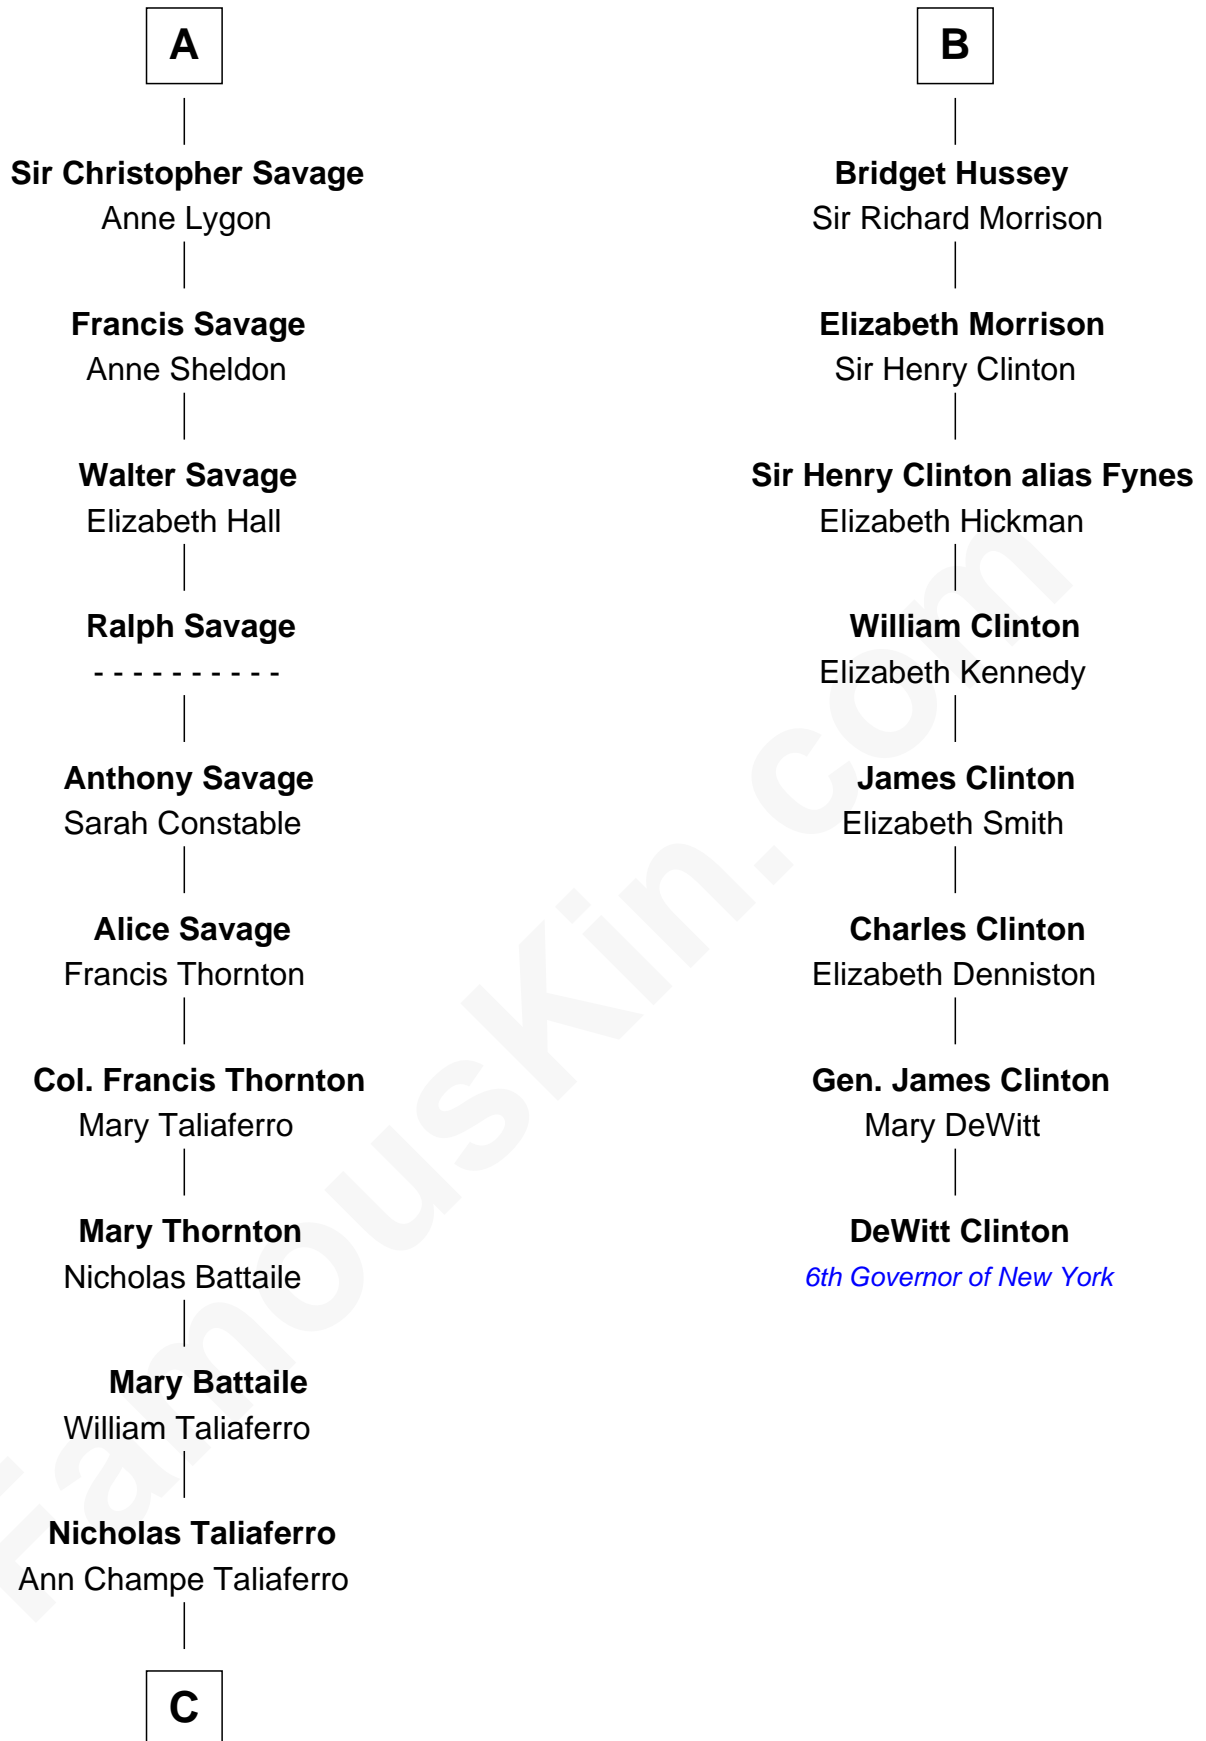 A
Sir Christopher Savage
Anne Lygon
Francis Savage
Anne Sheldon
Walter Savage
Elizabeth Hall
Ralph Savage
- - - - - - - - - -
Anthony Savage
Sarah Constable
Alice Savage
Francis Thornton
Col. Francis Thornton
Mary Taliaferro
Mary Thornton
Nicholas Battaile
Mary Battaile
William Taliaferro
Nicholas Taliaferro
Ann Champe Taliaferro
C
B
Bridget Hussey
Sir Richard Morrison
Elizabeth Morrison
Sir Henry Clinton
Sir Henry Clinton alias Fynes
Elizabeth Hickman
William Clinton
Elizabeth Kennedy
James Clinton
Elizabeth Smith
Charles Clinton
Elizabeth Denniston
Gen. James Clinton
Mary DeWitt
DeWitt Clinton
6th Governor of New York
FamousKin.com